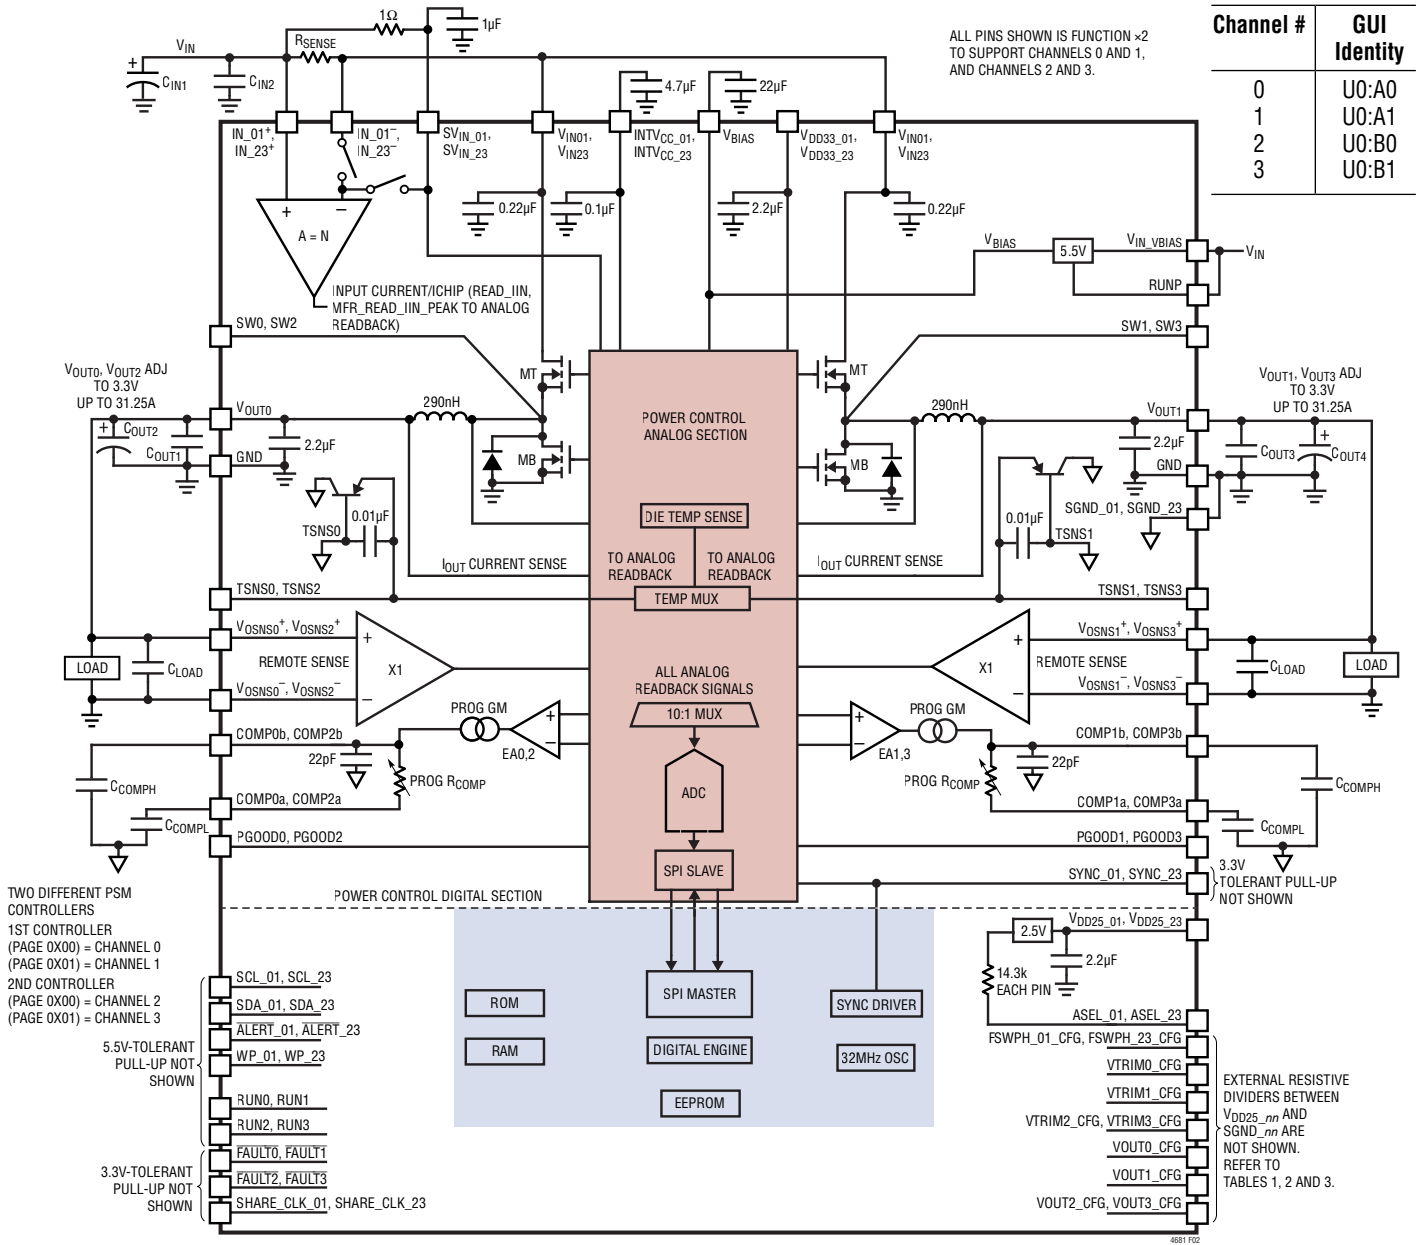 1Ω
1µF
VIN
RSENSE
CIN1
CIN2
4.7µF
22µF
ALL PINS SHOWN IS FUNCTION ×2
TO SUPPORT CHANNELS 0 AND 1,
AND CHANNELS 2 AND 3.
Channel #
GUI
Identity
0
U0:A0
1
U0:A1
2
U0:B0
3
U0:B1
IN_01+,
IN_23+
IN_01–,
IN_23–
SVIN_01,
SVIN_23
VIN01,
VIN23
INTVCC_01,
INTVCC_23
VBIAS
VDD33_01,
VDD33_23
VIN01,
VIN23
0.22µF
0.1µF
2.2µF
0.22µF
+
–
A = N
INPUT CURRENT/ICHIP (READ_IIN,
MFR_READ_IIN_PEAK TO ANALOG
READBACK)
VBIAS
5.5V
VIN_VBIAS
VIN
RUNP
SW0, SW2
SW1, SW3
MT
MT
VOUT0, VOUT2 ADJ
TO 3.3V
UP TO 31.25A
VOUT1, VOUT3 ADJ
TO 3.3V
UP TO 31.25A
POWER CONTROL
ANALOG SECTION
VOUT0
290nH
290nH
VOUT1
+
COUT2
COUT1
2.2µF
GND
MB
MB
2.2µF
GND
COUT3
+
COUT4
SGND_01, SGND_23
0.01µF
TSNS0
DIE TEMP SENSE
0.01µF
TSNS1
IOUT CURRENT SENSE
TO ANALOG
READBACK
TO ANALOG
READBACK
IOUT CURRENT SENSE
TSNS0, TSNS2
TEMP MUX
TSNS1, TSNS3
VOSNS0+, VOSNS2+
+
+
VOSNS1+, VOSNS3+
LOAD
CLOAD
REMOTE SENSE
X1
ALL ANALOG
READBACK SIGNALS
X1
REMOTE SENSE
CLOAD
LOAD
VOSNS0–, VOSNS2–
–
–
VOSNS1–, VOSNS3–
10:1 MUX
PROG GM
+
–
EA0,2
+
–
EA1,3
PROG GM
COMP0b, COMP2b
22pF
COMP1b, COMP3b
22pF
PROG RCOMP
PROG RCOMP
CCOMPH
CCOMPH
ADC
COMP0a, COMP2a
COMP1a, COMP3a
CCOMPL
CCOMPL
PGOOD0, PGOOD2
PGOOD1, PGOOD3
SPI SLAVE
SYNC_01, SYNC_23
3.3V
TOLERANT PULL-UP
NOT SHOWN
POWER CONTROL DIGITAL SECTION
TWO DIFFERENT PSM
CONTROLLERS
1ST CONTROLLER
(PAGE 0X00) = CHANNEL 0
(PAGE 0X01) = CHANNEL 1
2ND CONTROLLER
(PAGE 0X00) = CHANNEL 2
(PAGE 0X01) = CHANNEL 3
2.5V
VDD25_01, VDD25_23
2.2µF
14.3k
EACH PIN
SCL_01, SCL_23
SDA_01, SDA_23
ALERT_01, ALERT_23
WP_01, WP_23
5.5V-TOLERANT
PULL-UP NOT
SHOWN
RUN0, RUN1
RUN2, RUN3
FAULT0, FAULT1
FAULT2, FAULT3
SHARE_CLK_01, SHARE_CLK_23
3.3V-TOLERANT
PULL-UP NOT
SHOWN
ROM
RAM
SPI MASTER
DIGITAL ENGINE
EEPROM
SYNC DRIVER
32MHz OSC
ASEL_01, ASEL_23
FSWPH_01_CFG, FSWPH_23_CFG
VTRIM0_CFG
VTRIM1_CFG
VTRIM2_CFG, VTRIM3_CFG
VOUT0_CFG
VOUT1_CFG
VOUT2_CFG, VOUT3_CFG
EXTERNAL RESISTIVE
DIVIDERS BETWEEN
VDD25_nn AND
SGND_nn ARE
NOT SHOWN.
REFER TO
TABLES 1, 2 AND 3.
4681 F02